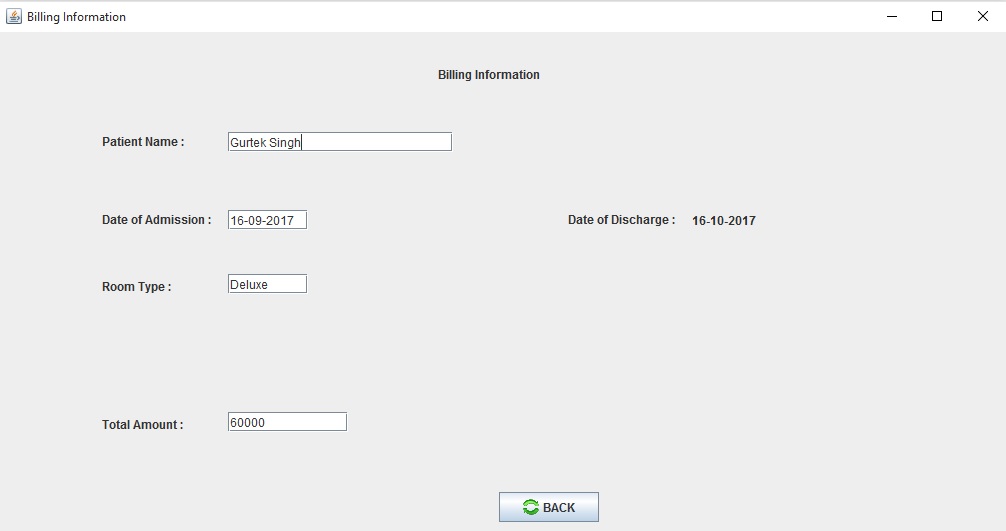 Billing Information
Billing Information
Patient Name : Gurtek Singh
Date of Admission : 16-09-2017 Date of Discharge : 16-10-2017
Room Type : Deluxe
Total Amount : 60000
BACK